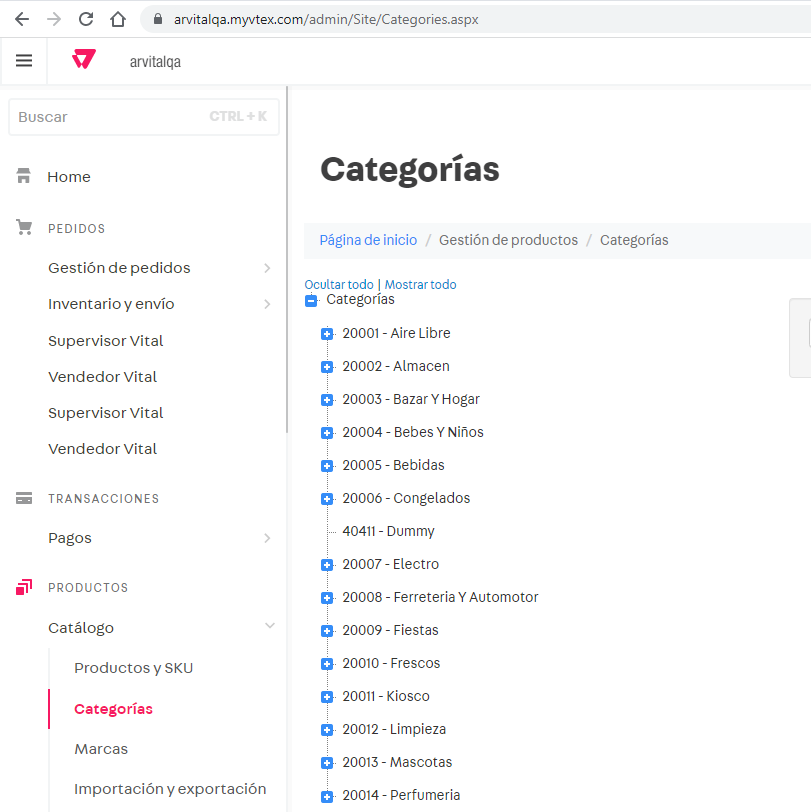 arvitalqa.myvtex.com/admin/Site/Categories.aspx
arvitalqa
Buscar CTRL + K
Home
PEDIDOS
Gestión de pedidos
Inventario y envío
Supervisor Vital
Vendedor Vital
Supervisor Vital
Vendedor Vital
TRANSACCIONES
Pagos
PRODUCTOS
Catálogo
Productos y SKU
Categorías
Marcas
Importación y exportación
Categorías
Página de inicio / Gestión de productos / Categorías
Ocultar todo | Mostrar todo
Categorías
20001 - Aire Libre
20002 - Almacen
20003 - Bazar Y Hogar
20004 - Bebes Y Niños
20005 - Bebidas
20006 - Congelados
40411 - Dummy
20007 - Electro
20008 - Ferreteria Y Automotor
20009 - Fiestas
20010 - Frescos
20011 - Kiosco
20012 - Limpieza
20013 - Mascotas
20014 - Perfumeria